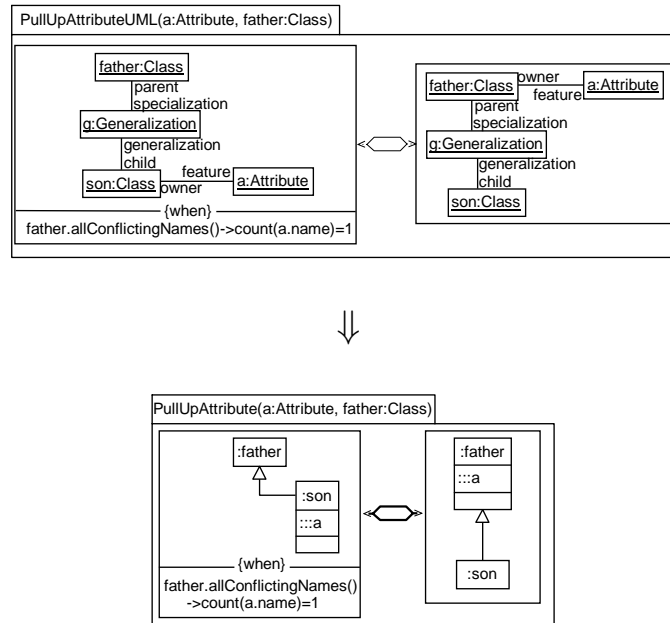 PullUpAttributeUML(a:Attribute, father:Class)
father:Class
parent
specialization
g:Generalization
generalization
child
son:Class
owner
feature
a:Attribute
{when}
father.allConflictingNames()->count(a.name)=1
father:Class
owner
feature
a:Attribute
parent
specialization
g:Generalization
generalization
child
son:Class
⇓
PullUpAttribute(a:Attribute, father:Class)
:father
:son
:::a
{when}
father.allConflictingNames()
->count(a.name)=1
:father
:::a
:son